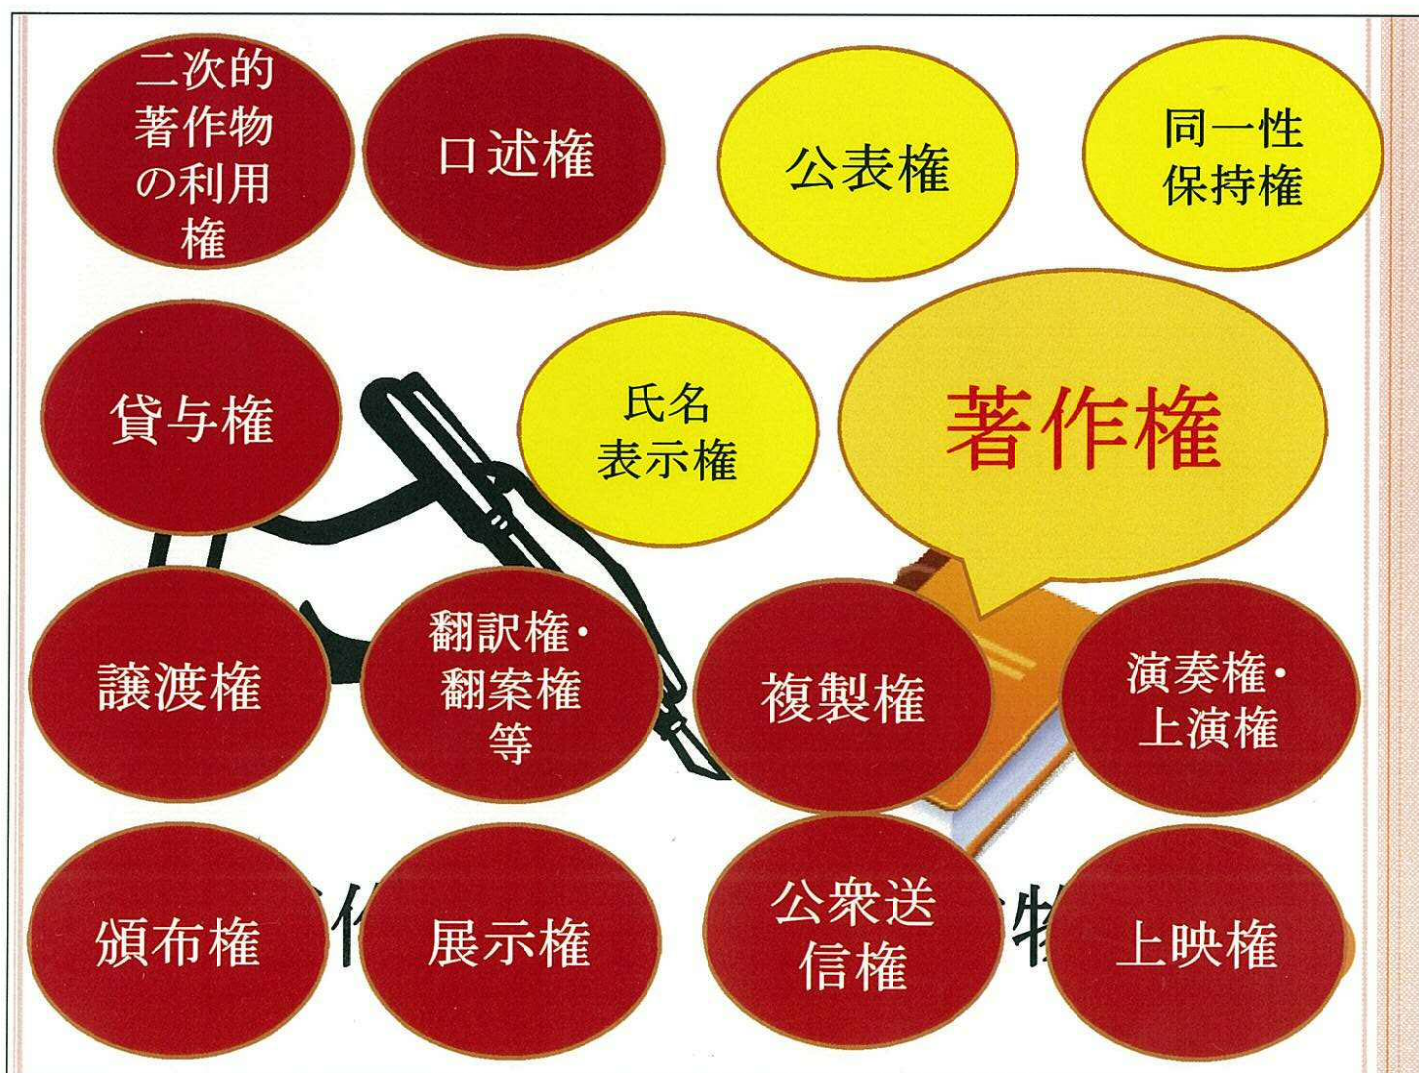 二次的
著作物
の利用
権
口述権
公表権
同一性
保持権
貸与権
氏名
表示権
著作権
譲渡権
翻訳権・
翻案権
等
複製権
演奏権・
上演権
頒布権
展示権
公衆送
信権
上映権